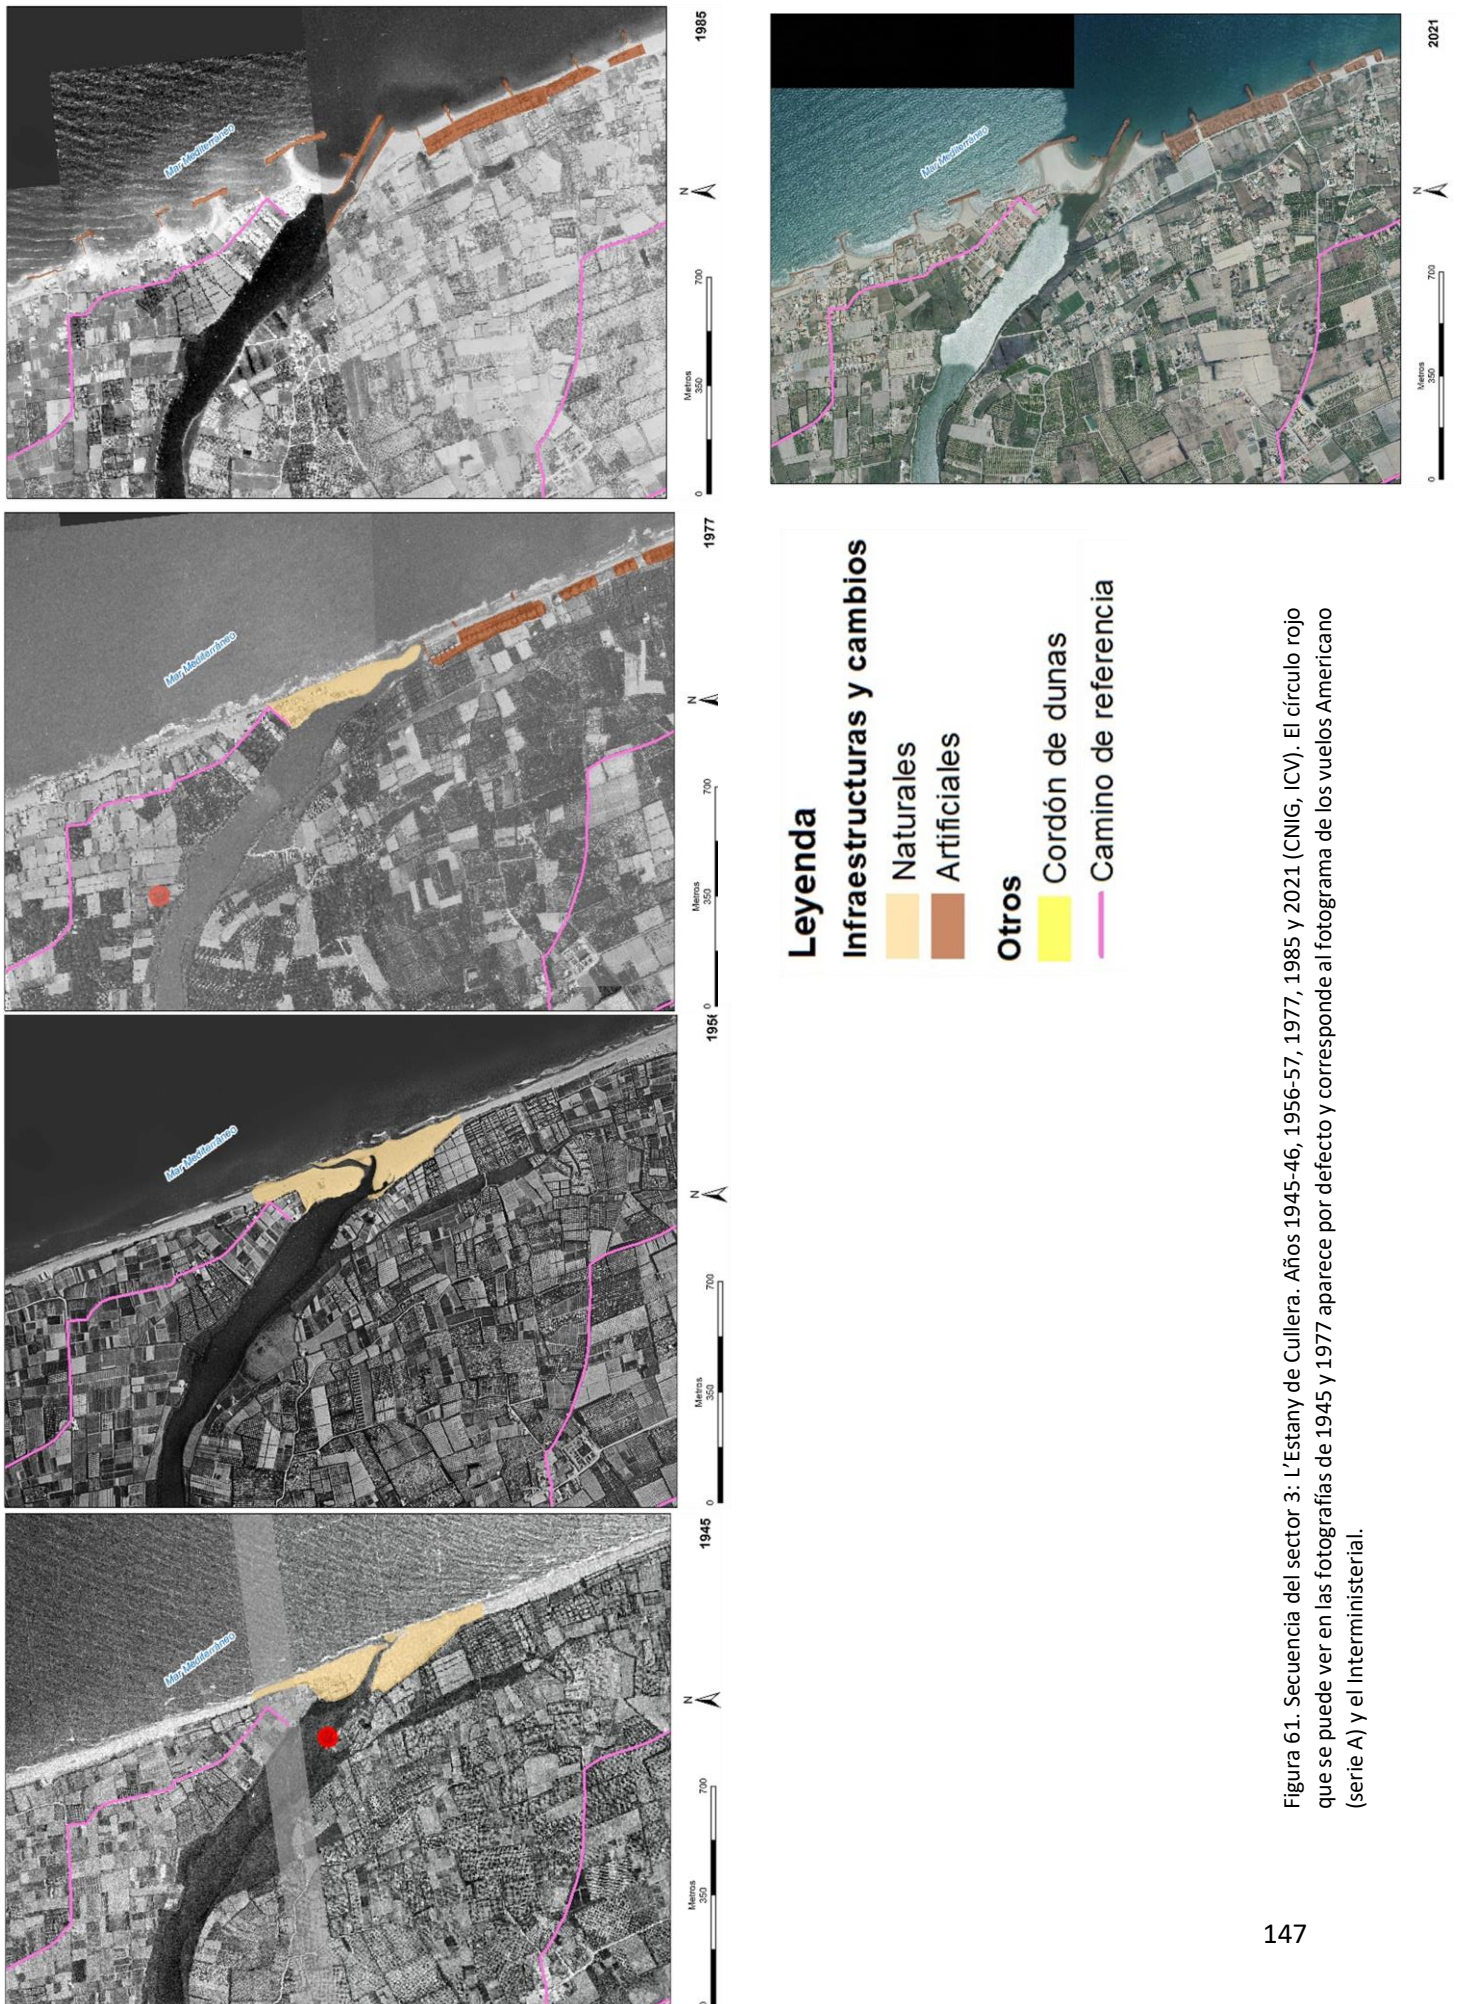 1945
Mar Mediterráneo
N
Metros
0 350 700
1956
Mar Mediterráneo
N
Metros
0 350 700
1977
Mar Mediterráneo
N
Metros
0 350 700
1985
Mar Mediterráneo
N
Metros
0 350 700
2021
Mar Mediterráneo
N
Metros
0 350 700
Leyenda
Infraestructuras y cambios
Naturales
Artificiales
Otros
Cordón de dunas
Camino de referencia
Figura 61. Secuencia del sector 3: L’Estany de Cullera. Años 1945-46, 1956-57, 1977, 1985 y 2021 (CNIG, ICV). El círculo rojo
que se puede ver en las fotografías de 1945 y 1977 aparece por defecto y corresponde al fotograma de los vuelos Americano
(serie A) y el Interministerial.
147